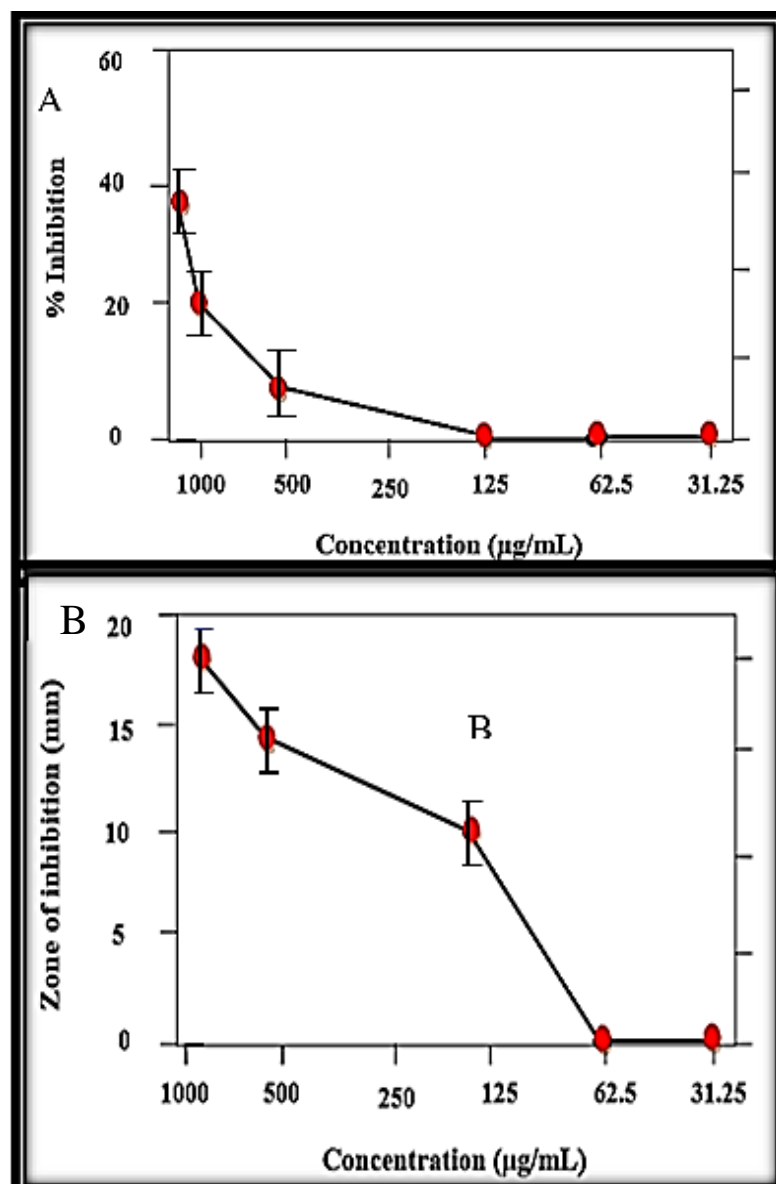 A
% Inhibition
60
40
20
0
1000 500 250 125 62.5 31.25
Concentration (µg/mL)
B
Zone of inhibition (mm)
20
15
10
5
0
B
1000 500 250 125 62.5 31.25
Concentration (µg/mL)